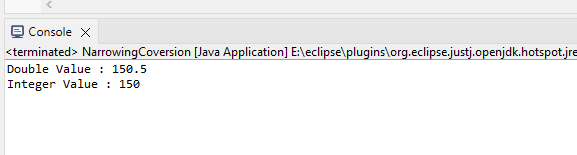 Console
<terminated> NarrowingCoversion [Java Application] E:\eclipse\plugins\org.eclipse.justj.openjdk.hotspot.jre
Double Value : 150.5
Integer Value : 150